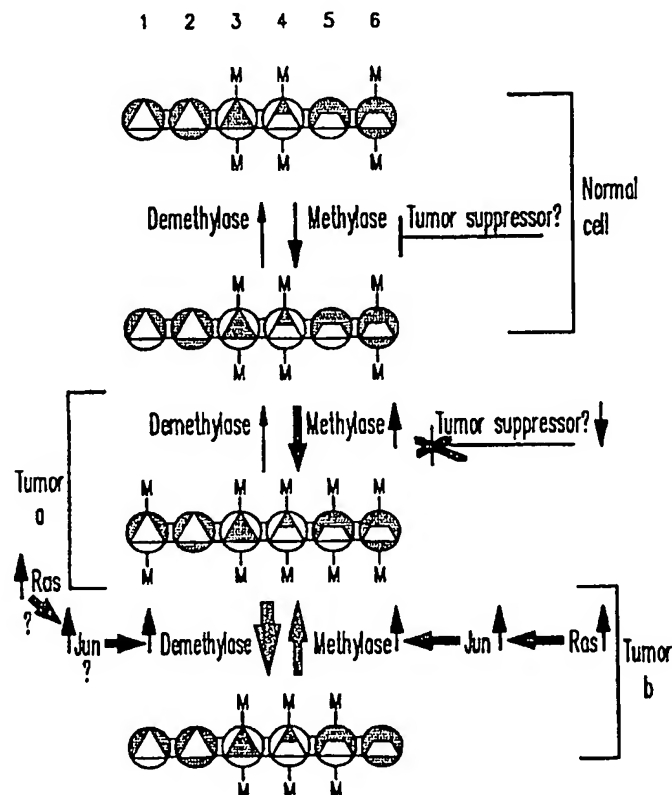 1 2 3 4 5 6
M M M
M M M
Demethylase Methylase Tumor suppressor?
Normal
cell
M M M
M M M
Demethylase Methylase Tumor suppressor?
Tumor
a
M M M M M
M M M M M
Ras
?
Jun Demethylase Methylase Jun Ras
?
Tumor
b
M M M
M M M